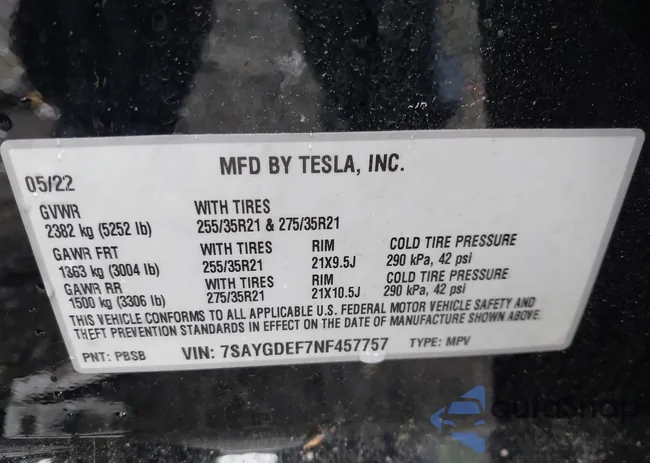 MFD BY TESLA, INC.
05/22
GVWR WITH TIRES
2382 kg (5252 lb) 255/35R21 & 275/35R21
GAWR FRT WITH TIRES RIM COLD TIRE PRESSURE
1363 kg (3004 lb) 255/35R21 21X9.5J 290 kPa, 42 psi
GAWR RR WITH TIRES RIM COLD TIRE PRESSURE
1500 kg (3306 lb) 275/35R21 21X10.5J 290 kPa, 42 psi
THIS VEHICLE CONFORMS TO ALL APPLICABLE U.S. FEDERAL MOTOR VEHICLE SAFETY AND
THEFT PREVENTION STANDARDS IN EFFECT ON THE DATE OF MANUFACTURE SHOWN ABOVE.
PNT: PBSB VIN: 7SAYGDEF7NF457757 TYPE: MPV
autosnap